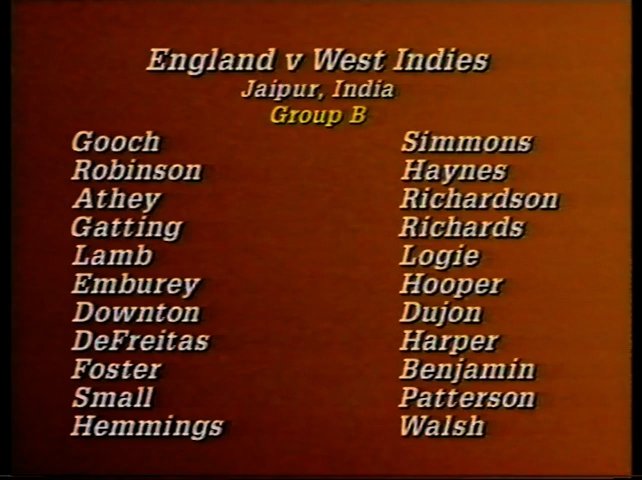 England v West Indies
Jaipur, India
Group B
Gooch Simmons
Robinson Haynes
Athey Richardson
Gatting Richards
Lamb Logie
Emburey Hooper
Downton Dujon
DeFreitas Harper
Foster Benjamin
Small Patterson
Hemmings Walsh